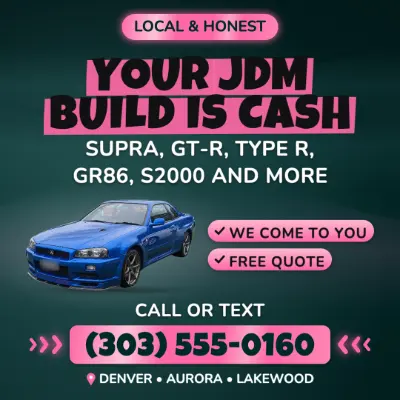 LOCAL & HONEST
YOUR JDM
BUILD IS CASH
SUPRA, GT-R, TYPE R,
GR86, S2000 AND MORE
✓ WE COME TO YOU
✓ FREE QUOTE
CALL OR TEXT
(303) 555-0160
DENVER • AURORA • LAKEWOOD